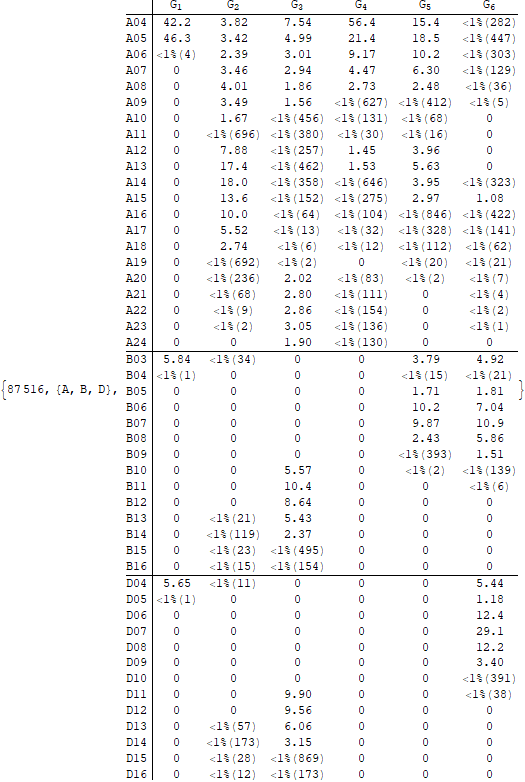 G1 G2 G3 G4 G5 G6
A04 42.2 3.82 7.54 56.4 15.4 <1%(282)
A05 46.3 3.42 4.99 21.4 18.5 <1%(447)
A06 <1%(4) 2.39 3.01 9.17 10.2 <1%(303)
A07 0 3.46 2.94 4.47 6.30 <1%(129)
A08 0 4.01 1.86 2.73 2.48 <1%(36)
A09 0 3.49 1.56 <1%(627) <1%(412) <1%(5)
A10 0 1.67 <1%(456) <1%(131) <1%(68) 0
A11 0 <1%(696) <1%(380) <1%(30) <1%(16) 0
A12 0 7.88 <1%(257) 1.45 3.96 0
A13 0 17.4 <1%(462) 1.53 5.63 0
A14 0 18.0 <1%(358) <1%(646) 3.95 <1%(323)
A15 0 13.6 <1%(152) <1%(275) 2.97 1.08
A16 0 10.0 <1%(64) <1%(104) <1%(846) <1%(422)
A17 0 5.52 <1%(13) <1%(32) <1%(328) <1%(141)
A18 0 2.74 <1%(6) <1%(12) <1%(112) <1%(62)
A19 0 <1%(692) <1%(2) 0 <1%(20) <1%(21)
A20 0 <1%(236) 2.02 <1%(83) <1%(2) <1%(7)
A21 0 <1%(68) 2.80 <1%(111) 0 <1%(4)
A22 0 <1%(9) 2.86 <1%(154) 0 <1%(2)
A23 0 <1%(2) 3.05 <1%(136) 0 <1%(1)
A24 0 0 1.90 <1%(130) 0 0
B03 5.84 <1%(34) 0 0 3.79 4.92
B04 <1%(1) 0 0 0 <1%(15) <1%(21)
{87516, {A, B, D}, B05 0 0 0 0 1.71 1.81 }
B06 0 0 0 0 10.2 7.04
B07 0 0 0 0 9.87 10.9
B08 0 0 0 0 2.43 5.86
B09 0 0 0 0 <1%(393) 1.51
B10 0 0 5.57 0 <1%(2) <1%(139)
B11 0 0 10.4 0 0 <1%(6)
B12 0 0 8.64 0 0 0
B13 0 <1%(21) 5.43 0 0 0
B14 0 <1%(119) 2.37 0 0 0
B15 0 <1%(23) <1%(495) 0 0 0
B16 0 <1%(15) <1%(154) 0 0 0
D04 5.65 <1%(11) 0 0 0 5.44
D05 <1%(1) 0 0 0 0 1.18
D06 0 0 0 0 0 12.4
D07 0 0 0 0 0 29.1
D08 0 0 0 0 0 12.2
D09 0 0 0 0 0 3.40
D10 0 0 0 0 0 <1%(391)
D11 0 0 9.90 0 0 <1%(38)
D12 0 0 9.56 0 0 0
D13 0 <1%(57) 6.06 0 0 0
D14 0 <1%(173) 3.15 0 0 0
D15 0 <1%(28) <1%(869) 0 0 0
D16 0 <1%(12) <1%(173) 0 0 0